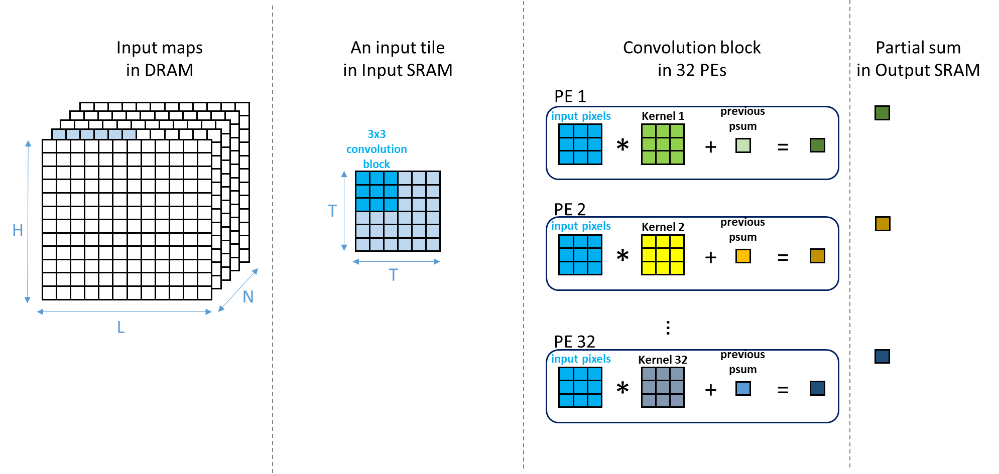 Input maps
in DRAM
An input tile
in Input SRAM
Convolution block
in 32 PEs
Partial sum
in Output SRAM
H
L
N
3x3
convolution
block
T
T
PE 1
input pixels
Kernel 1
previous
psum
*
+
=
PE 2
input pixels
Kernel 2
previous
psum
*
+
=
⋮
PE 32
input pixels
Kernel 32
previous
psum
*
+
=